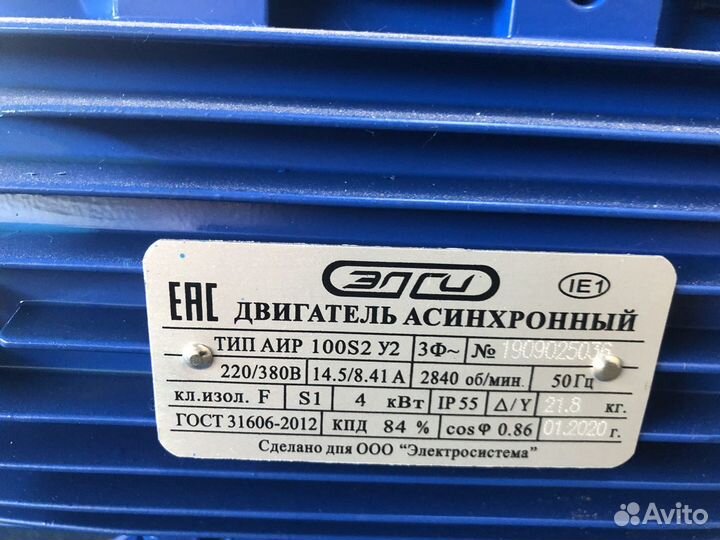 ЭЛСИ
IE1
EAC ДВИГАТЕЛЬ АСИНХРОННЫЙ
ТИП АИР 100S2 У2 3Ф~ № 1909025036
220/380В 14.5/8.41 А 2840 об/мин. 50Гц
кл.изол. F S1 4 кВт IP 55 Δ/Y 21.8 кг.
ГОСТ 31606-2012 КПД 84 % cosφ 0.86 01.2020 г.
Сделано дпя ООО "Электросистема"
Avito